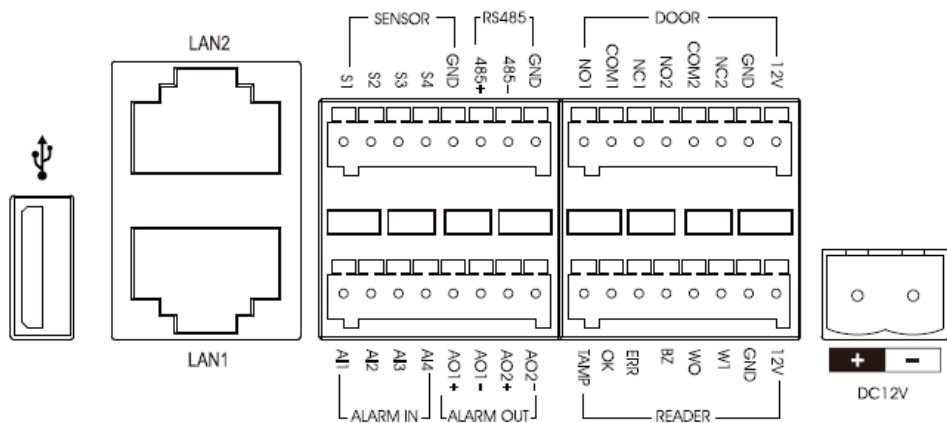 SENSOR RS485 DOOR
LAN2
S1 S2 S3 S4 GND 485+ 485- GND NO1 COM1 NC1 NO2 COM2 NC2 GND 12V
LAN1
AI1 AI2 AI3 AI4 AO1+ AO1- AO2+ AO2- TAMP OK ERR BZ WO W1 GND 12V
+ -
DC12V
ALARM IN ALARM OUT READER